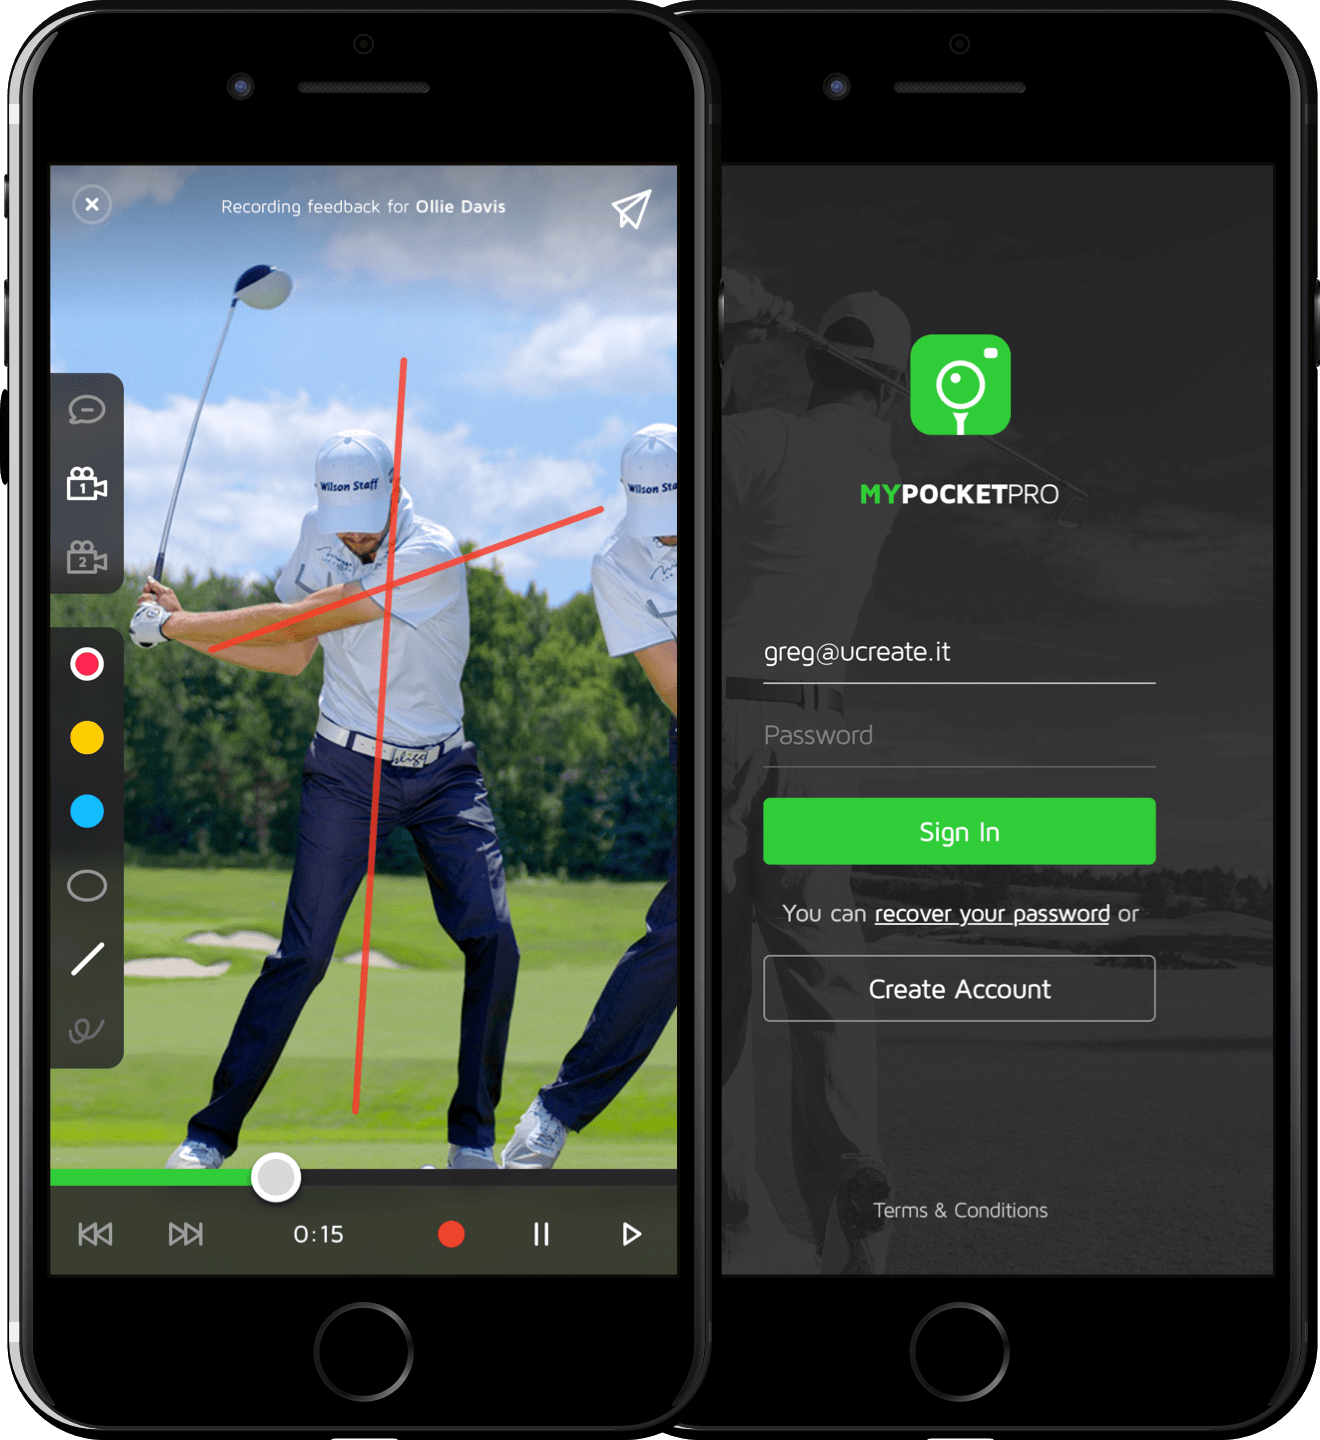 Recording feedback for Ollie Davis
Wilson Staff
Wilson Sta
1
2
0:15
MYPOCKETPRO
greg@ucreate.it
Password
Sign In
You can recover your password or
Create Account
Terms & Conditions